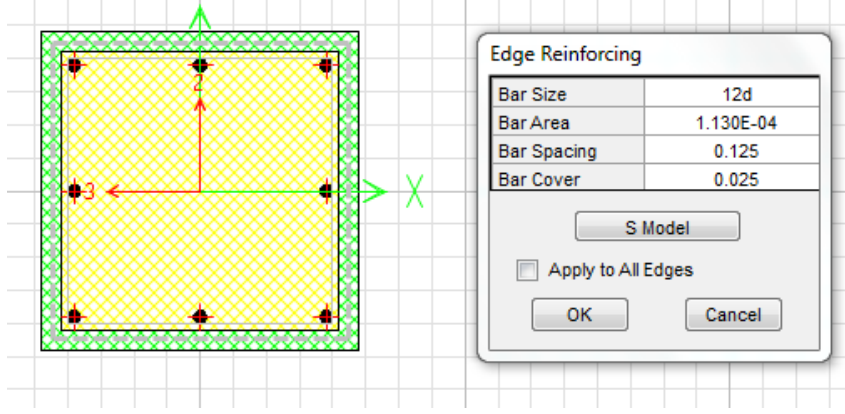 2
3
X
Edge Reinforcing
Bar Size 12d
Bar Area 1.130E-04
Bar Spacing 0.125
Bar Cover 0.025
S Model
Apply to All Edges
OK Cancel